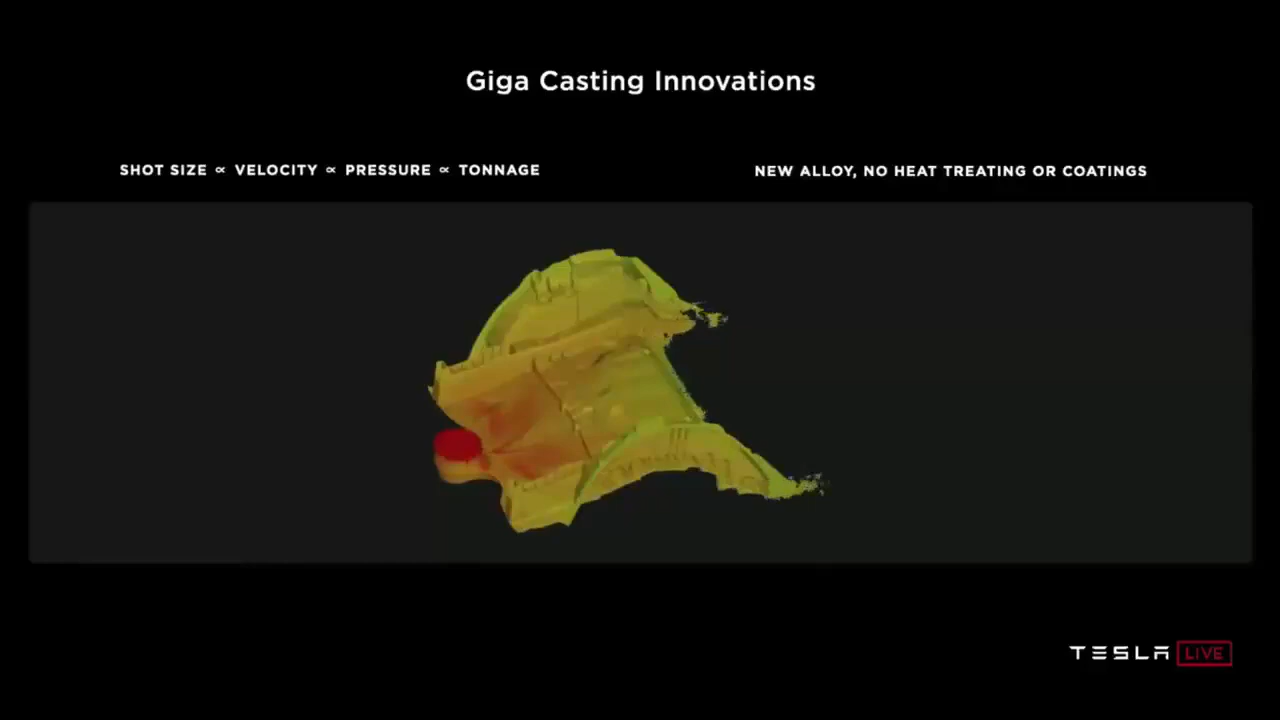 Giga Casting Innovations
SHOT SIZE ∝ VELOCITY ∝ PRESSURE ∝ TONNAGE
NEW ALLOY, NO HEAT TREATING OR COATINGS
TESLA LIVE